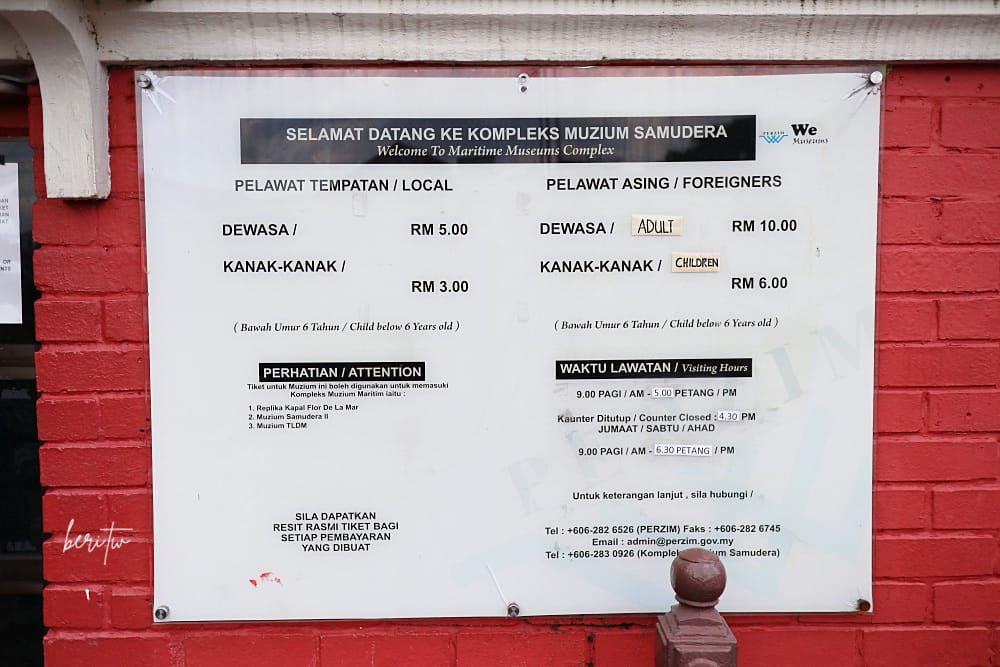 SELAMAT DATANG KE KOMPLEKS MUZIUM SAMUDERA
Welcome To Maritime Museums Complex
PERZIM
We
Museums
PELAWAT TEMPATAN / LOCAL
DEWASA / RM 5.00
KANAK-KANAK /
RM 3.00
( Bawah Umur 6 Tahun / Child below 6 Years old )
PELAWAT ASING / FOREIGNERS
DEWASA / ADULT RM 10.00
KANAK-KANAK / CHILDREN
RM 6.00
( Bawah Umur 6 Tahun / Child below 6 Years old )
PERHATIAN / ATTENTION
Tiket untuk Muzium ini boleh digunakan untuk memasuki
Kompleks Muzium Maritim iaitu :
1. Replika Kapal Flor De La Mar
2. Muzium Samudera II
3. Muzium TLDM
SILA DAPATKAN
RESIT RASMI TIKET BAGI
SETIAP PEMBAYARAN
YANG DIBUAT
WAKTU LAWATAN / Visiting Hours
9.00 PAGI / AM - 5.00 PETANG / PM
Kaunter Ditutup / Counter Closed : 4.30 PM
JUMAAT / SABTU / AHAD
9.00 PAGI / AM - 6.30 PETANG / PM
Untuk keterangan lanjut , sila hubungi /
Tel : +606-282 6526 (PERZIM) Faks : +606-282 6745
Email : admin@perzim.gov.my
Tel : +606-283 0926 (Samudera)
PERZIM
beritw